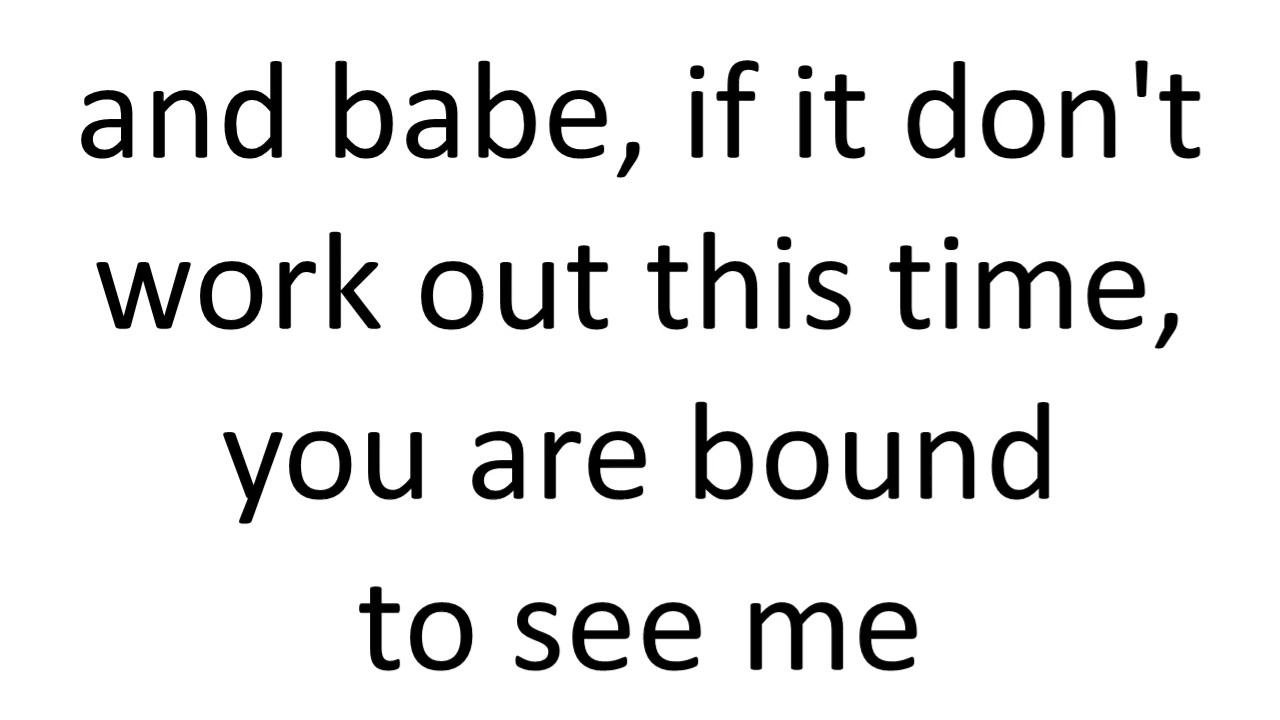 and babe, if it don't
work out this time,
you are bound
to see me